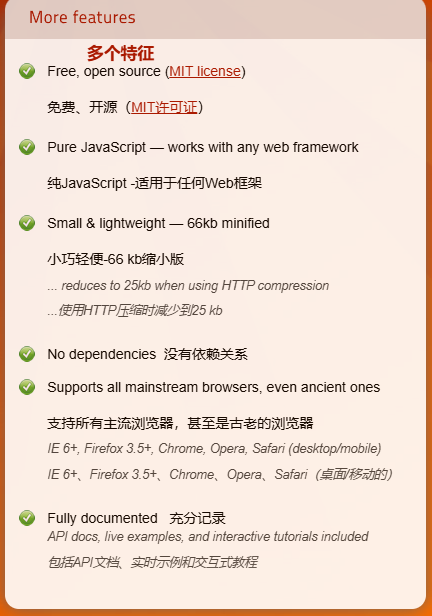 More features
多个特征
Free, open source (MIT license)
免费、开源（MIT许可证）
Pure JavaScript — works with any web framework
纯JavaScript -适用于任何Web框架
Small & lightweight — 66kb minified
小巧轻便-66 kb缩小版
... reduces to 25kb when using HTTP compression
...使用HTTP压缩时减少到25 kb
No dependencies 没有依赖关系
Supports all mainstream browsers, even ancient ones
支持所有主流浏览器，甚至是古老的浏览器
IE 6+, Firefox 3.5+, Chrome, Opera, Safari (desktop/mobile)
IE 6+、Firefox 3.5+、Chrome、Opera、Safari（桌面/移动的）
Fully documented 充分记录
API docs, live examples, and interactive tutorials included
包括API文档、实时示例和交互式教程